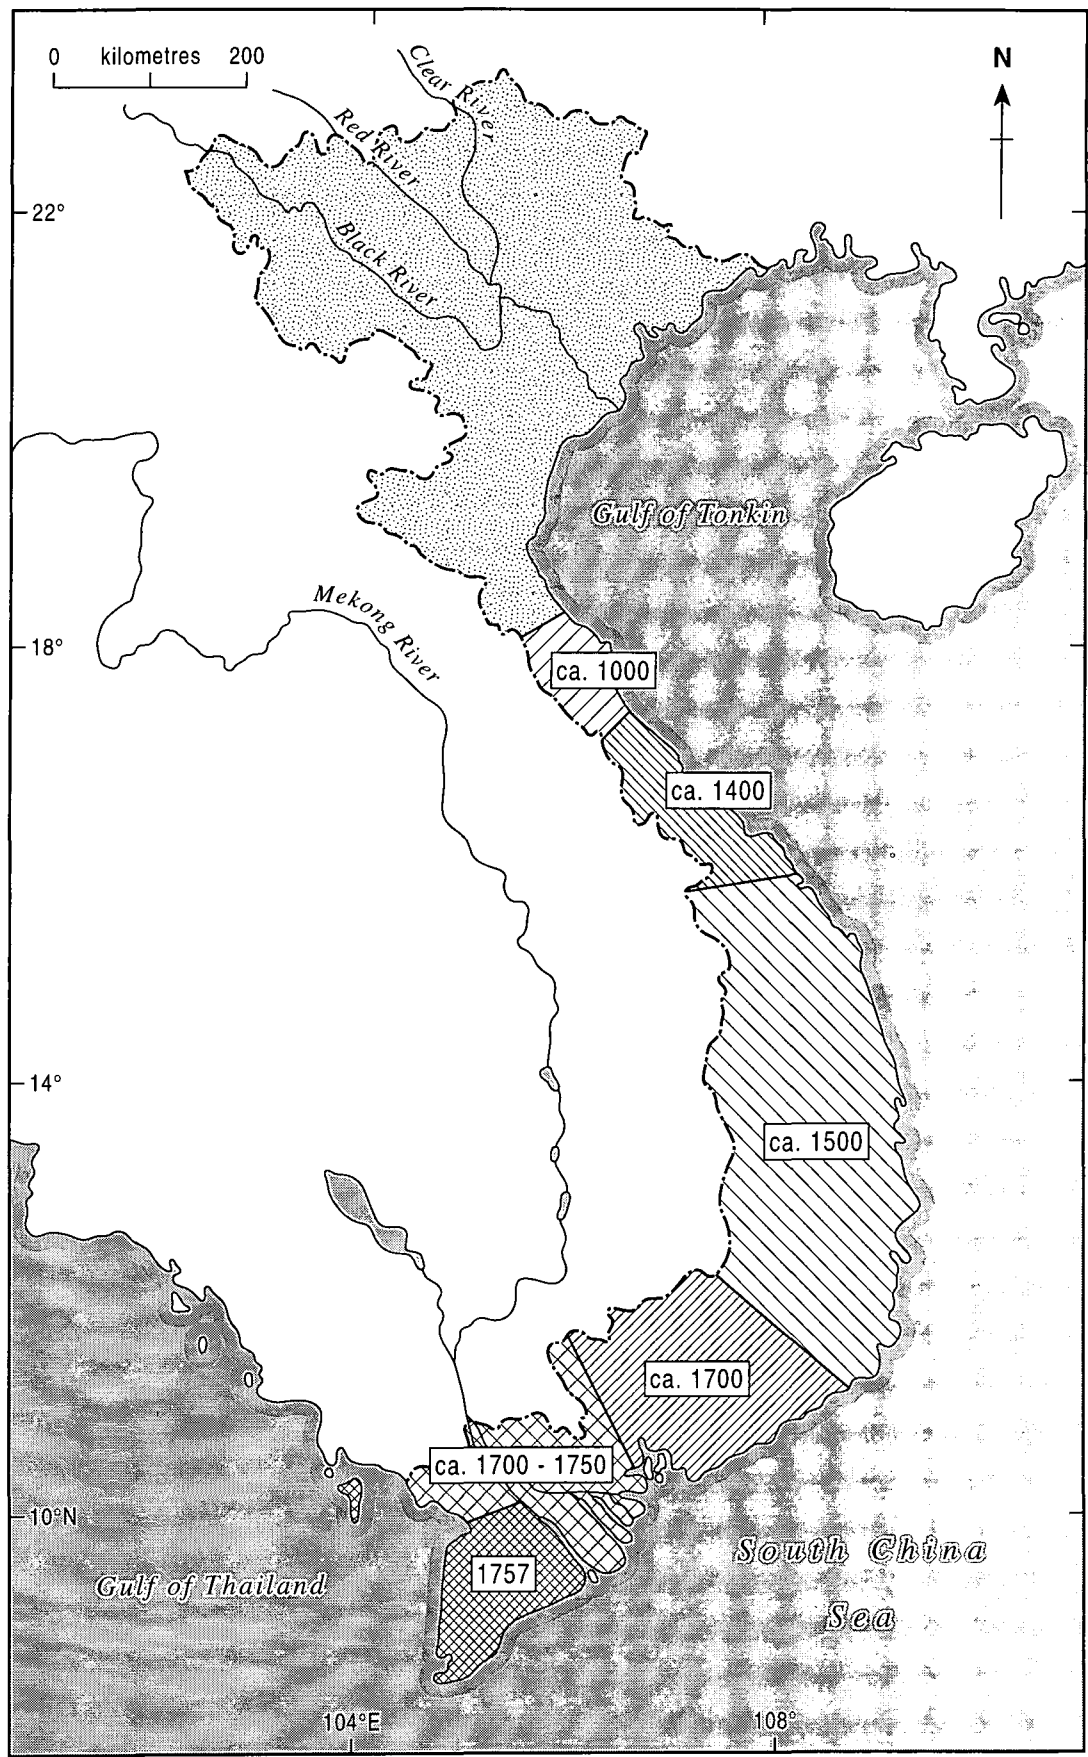 0 kilometres 200
N
Clear River
Red River
Black River
22°
Gulf of Tonkin
Mekong River
18°
ca. 1000
ca. 1400
14°
ca. 1500
ca. 1700
ca. 1700 - 1750
10°N
South China
Sea
1757
Gulf of Thailand
104°E
108°